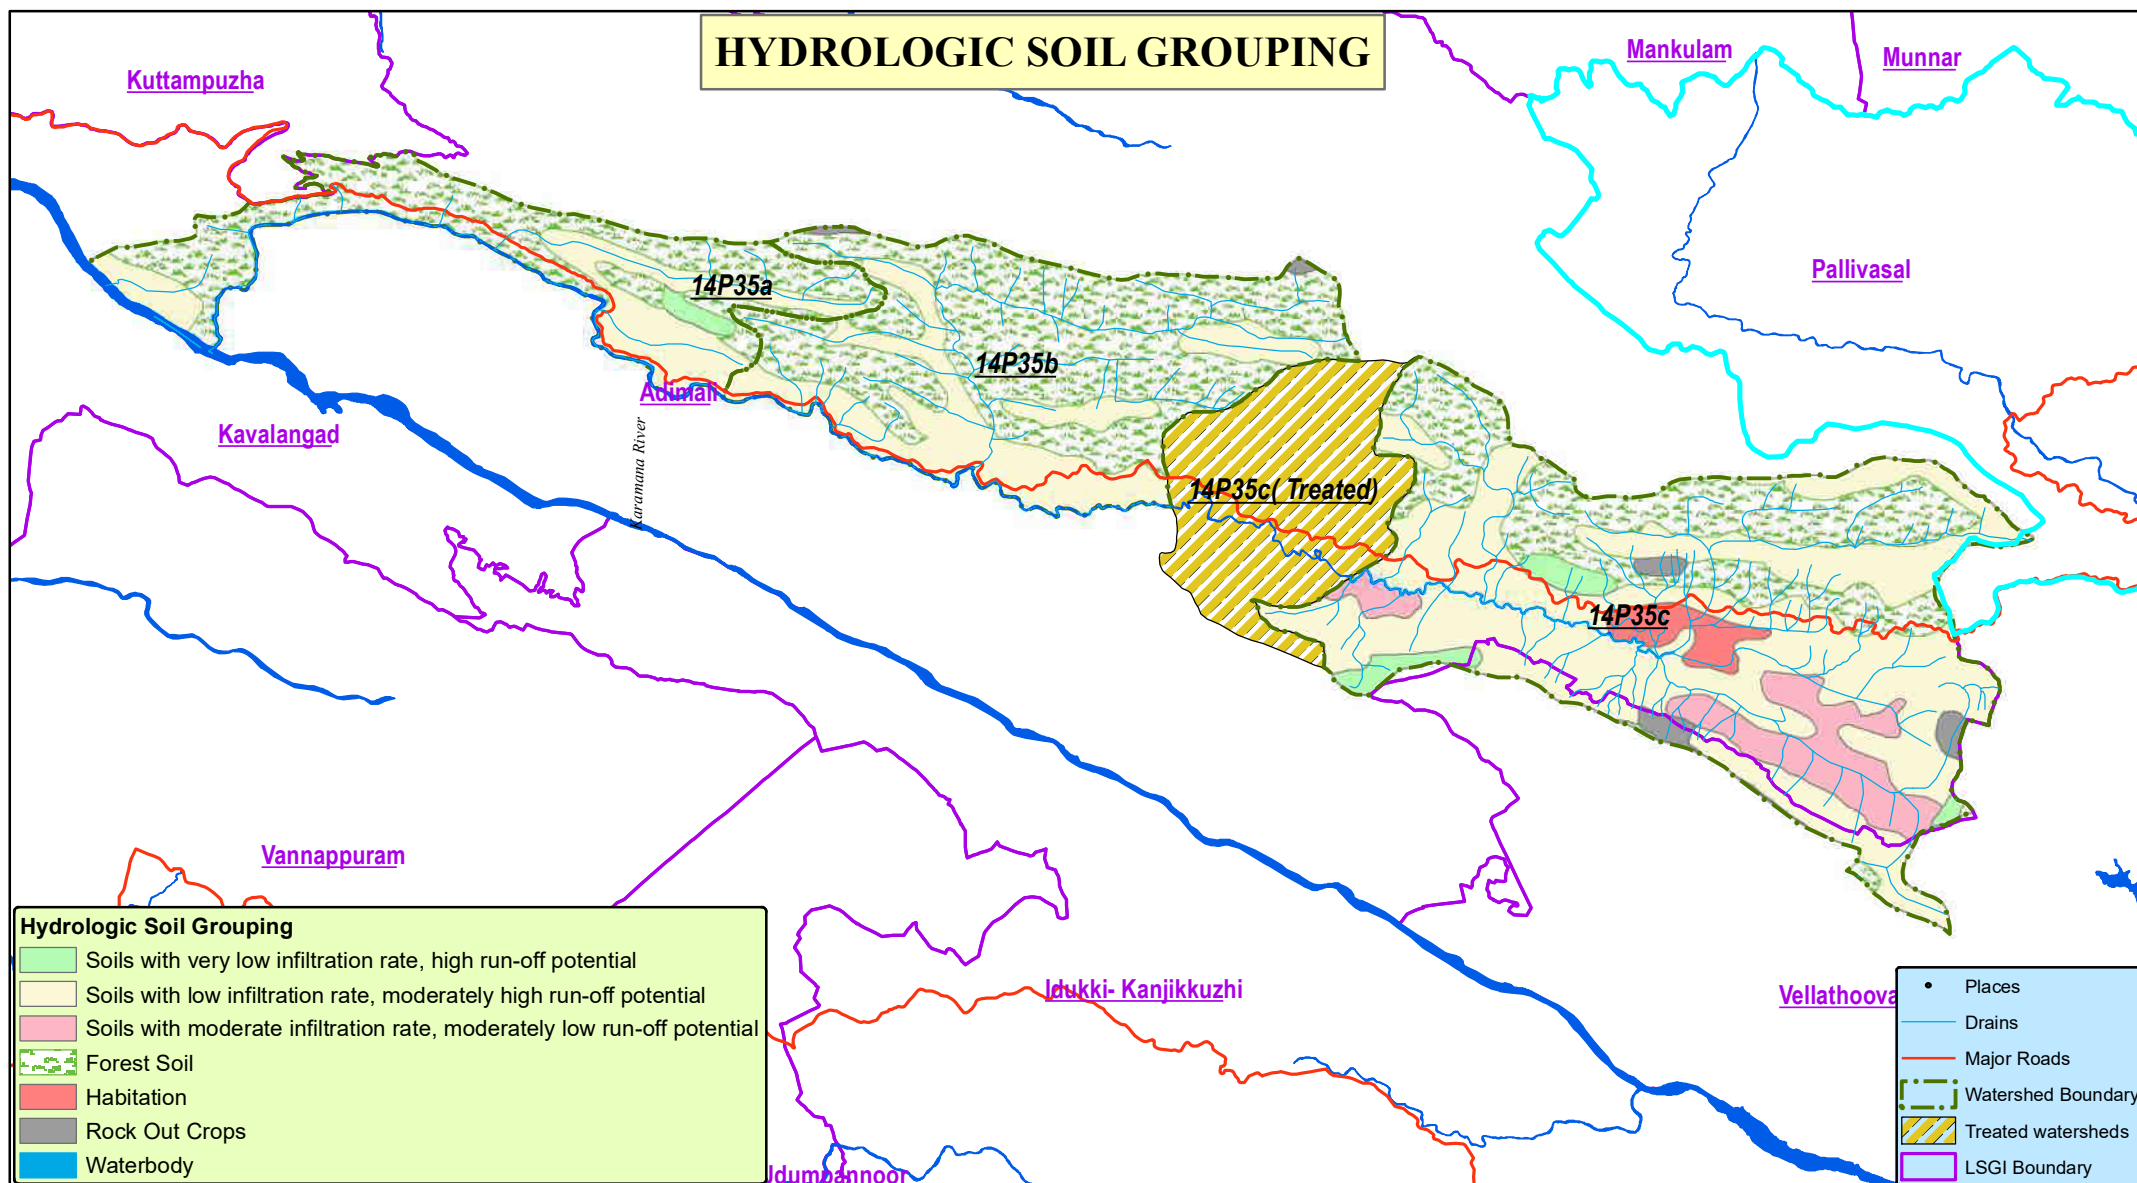 HYDROLOGIC SOIL GROUPING
Mankulam
Munnar
Kuttampuzha
Pallivasal
14P35a
14P35b
Adimali
Kavalangad
Karamana River
14P35c( Treated)
14P35c
Vannappuram
Idukki- Kanjikkuzhi
Vellathoova
Udumpannoor
Hydrologic Soil Grouping
Soils with very low infiltration rate, high run-off potential
Soils with low infiltration rate, moderately high run-off potential
Soils with moderate infiltration rate, moderately low run-off potential
Forest Soil
Habitation
Rock Out Crops
Waterbody
Places
Drains
Major Roads
Watershed Boundary
Treated watersheds
LSGI Boundary